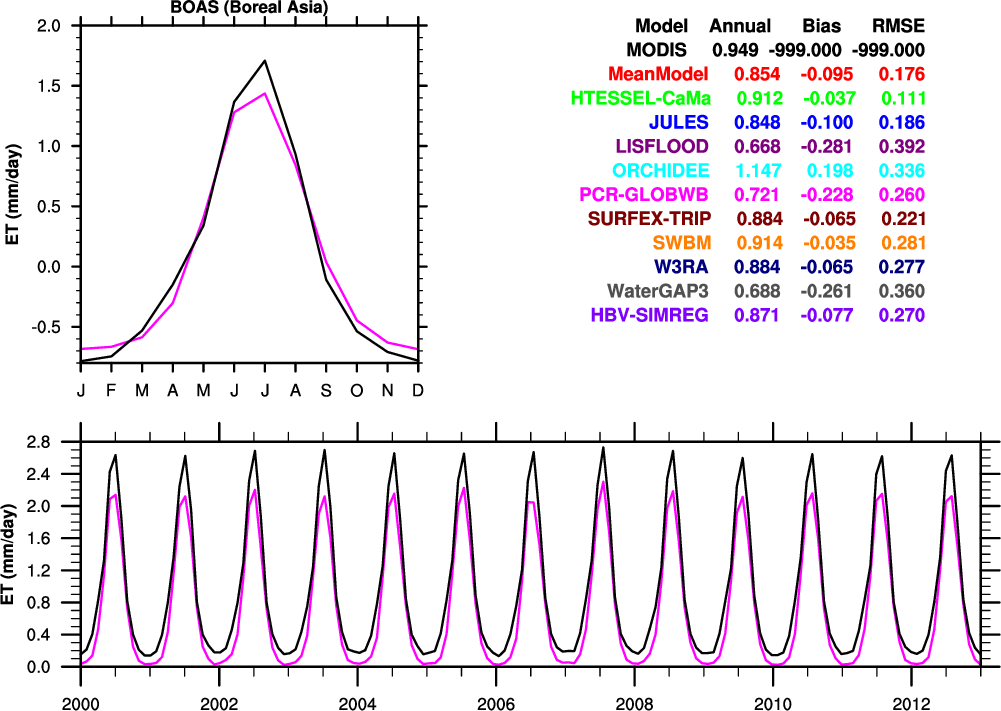 BOAS (Boreal Asia)
2.0
1.5
1.0
0.5
0.0
-0.5
ET (mm/day)
J F M A M J J A S O N D
Model Annual Bias RMSE
MODIS 0.949 -999.000 -999.000
MeanModel 0.854 -0.095 0.176
HTESSEL-CaMa 0.912 -0.037 0.111
JULES 0.848 -0.100 0.186
LISFLOOD 0.668 -0.281 0.392
ORCHIDEE 1.147 0.198 0.336
PCR-GLOBWB 0.721 -0.228 0.260
SURFEX-TRIP 0.884 -0.065 0.221
SWBM 0.914 -0.035 0.281
W3RA 0.884 -0.065 0.277
WaterGAP3 0.688 -0.261 0.360
HBV-SIMREG 0.871 -0.077 0.270
2.8
2.4
2.0
1.6
1.2
0.8
0.4
0.0
ET (mm/day)
2000 2002 2004 2006 2008 2010 2012